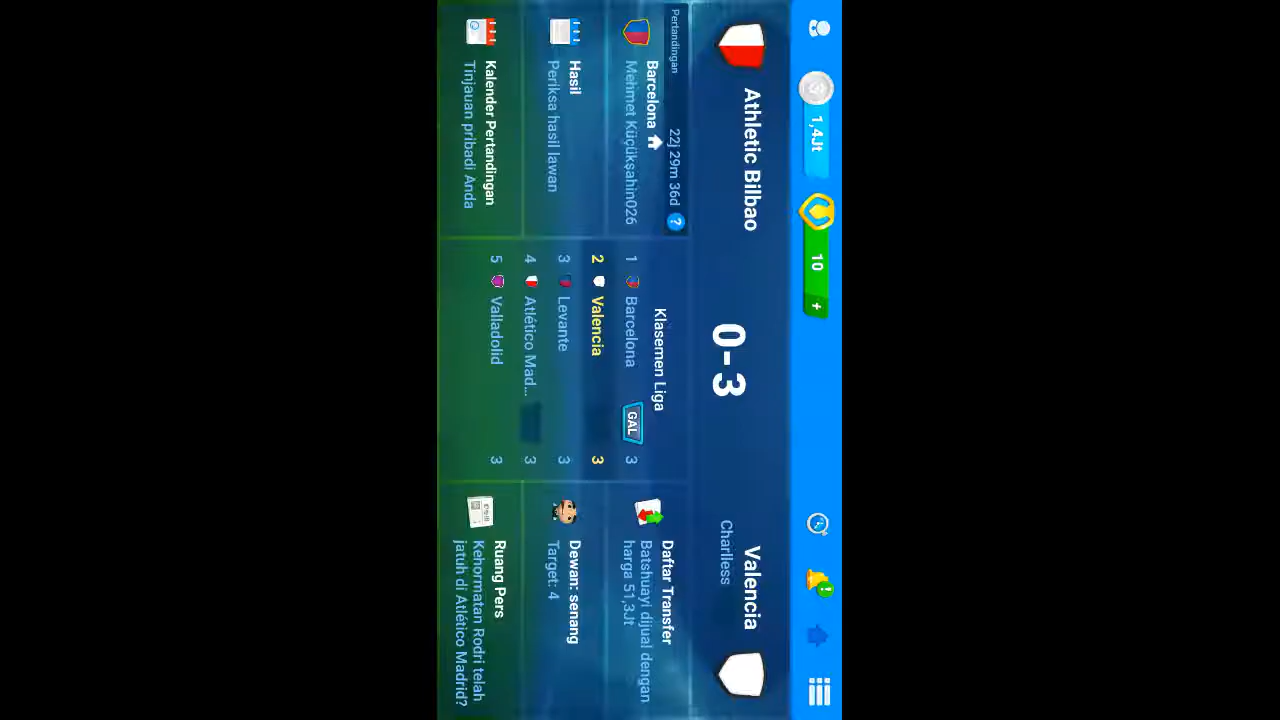 1,4Jt
10
+
Athletic Bilbao
0-3
Valencia
Charlless
Pertandingan
22j 29m 36d
?
Barcelona
Mehmet Küçükşahin026
Hasil
Periksa hasil lawan
Kalender Pertandingan
Tinjauan pribadi Anda
Klasemen Liga
1 Barcelona GAL 3
2 Valencia 3
3 Levante 3
4 Atlético Mad... 3
5 Valladolid 3
Daftar Transfer
Batshuayi dijual dengan
harga 51,3Jt
Dewan: senang
Target: 4
Ruang Pers
Kehormatan Rodri telah
jatuh di Atlético Madrid?